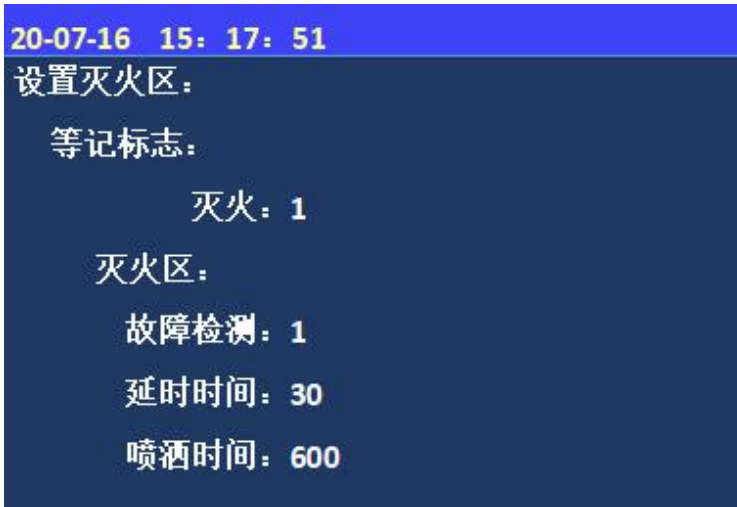 20-07-16 15：17：51
设置灭火区：
等记标志：
灭火：1
灭火区：
故障检测：1
延时时间：30
喷洒时间：600